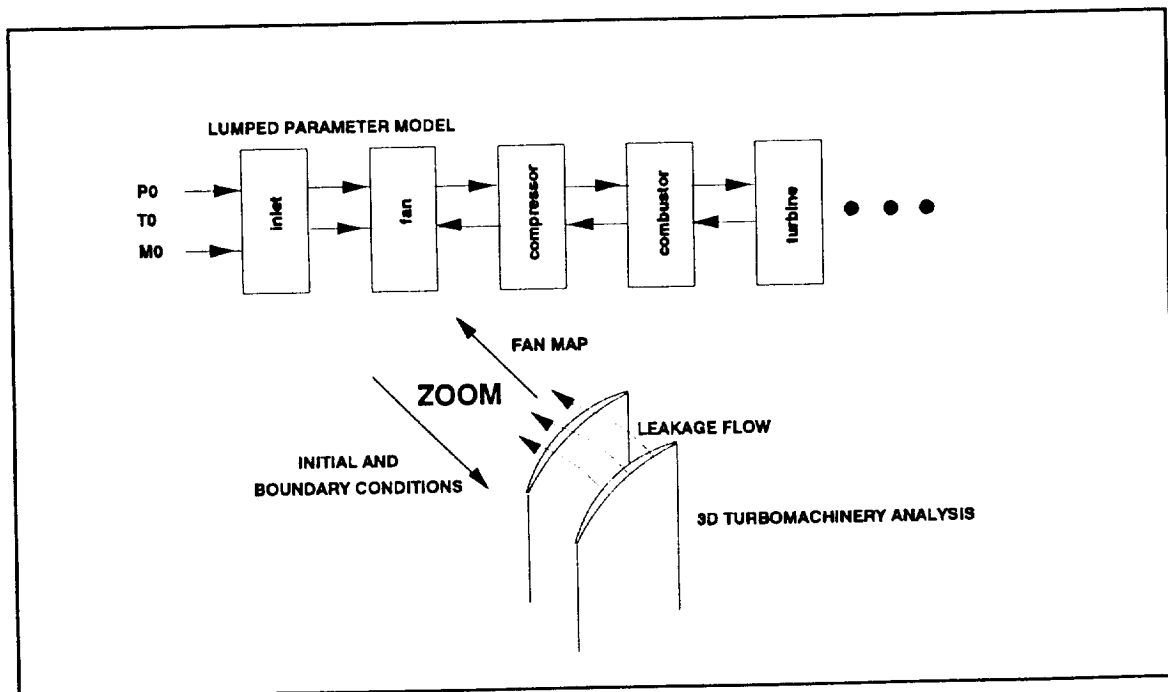 LUMPED PARAMETER MODEL
P0
T0
M0
inlet
fan
compressor
combustor
turbine
FAN MAP
ZOOM
LEAKAGE FLOW
INITIAL AND
BOUNDARY CONDITIONS
3D TURBOMACHINERY ANALYSIS